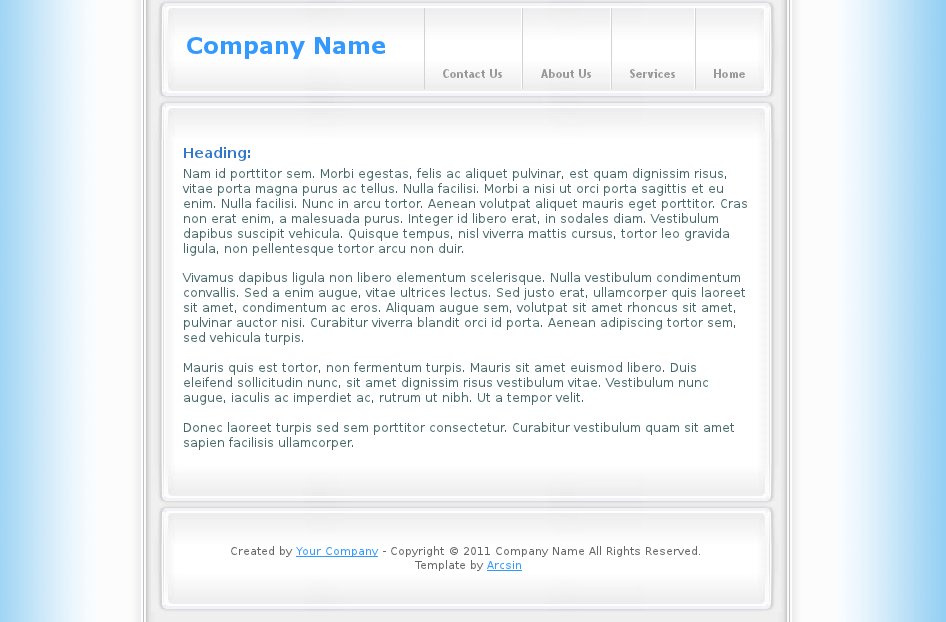 Company Name
Contact Us
About Us
Services
Home
Heading:
Nam id porttitor sem. Morbi egestas, felis ac aliquet pulvinar, est quam dignissim risus,
vitae porta magna purus ac tellus. Nulla facilisi. Morbi a nisi ut orci porta sagittis et eu
enim. Nulla facilisi. Nunc in arcu tortor. Aenean volutpat aliquet mauris eget porttitor. Cras
non erat enim, a malesuada purus. Integer id libero erat, in sodales diam. Vestibulum
dapibus suscipit vehicula. Quisque tempus, nisl viverra mattis cursus, tortor leo gravida
ligula, non pellentesque tortor arcu non duir.
Vivamus dapibus ligula non libero elementum scelerisque. Nulla vestibulum condimentum
convallis. Sed a enim augue, vitae ultrices lectus. Sed justo erat, ullamcorper quis laoreet
sit amet, condimentum ac eros. Aliquam augue sem, volutpat sit amet rhoncus sit amet,
pulvinar auctor nisi. Curabitur viverra blandit orci id porta. Aenean adipiscing tortor sem,
sed vehicula turpis.
Mauris quis est tortor, non fermentum turpis. Mauris sit amet euismod libero. Duis
eleifend sollicitudin nunc, sit amet dignissim risus vestibulum vitae. Vestibulum nunc
augue, iaculis ac imperdiet ac, rutrum ut nibh. Ut a tempor velit.
Donec laoreet turpis sed sem porttitor consectetur. Curabitur vestibulum quam sit amet
sapien facilisis ullamcorper.
Created by Your Company - Copyright © 2011 Company Name All Rights Reserved.
Template by Arcsin